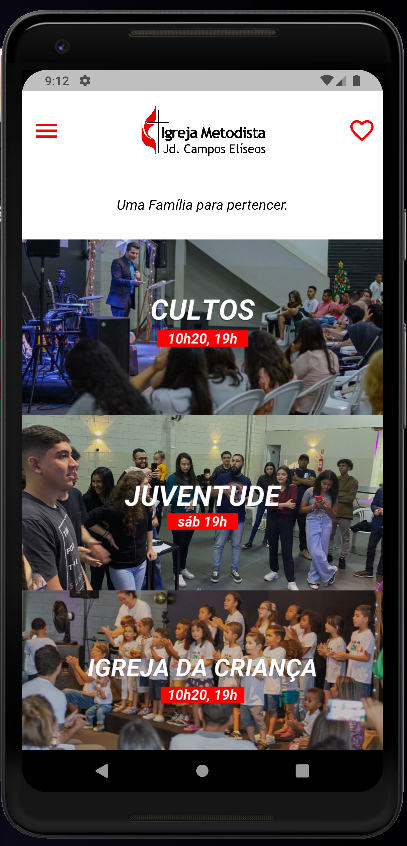 9:12
Igreja Metodista
Jd. Campos Elíseos
Uma Família para pertencer.
CULTOS
10h20, 19h
JUVENTUDE
sáb 19h
IGREJA DA CRIANÇA
10h20, 19h